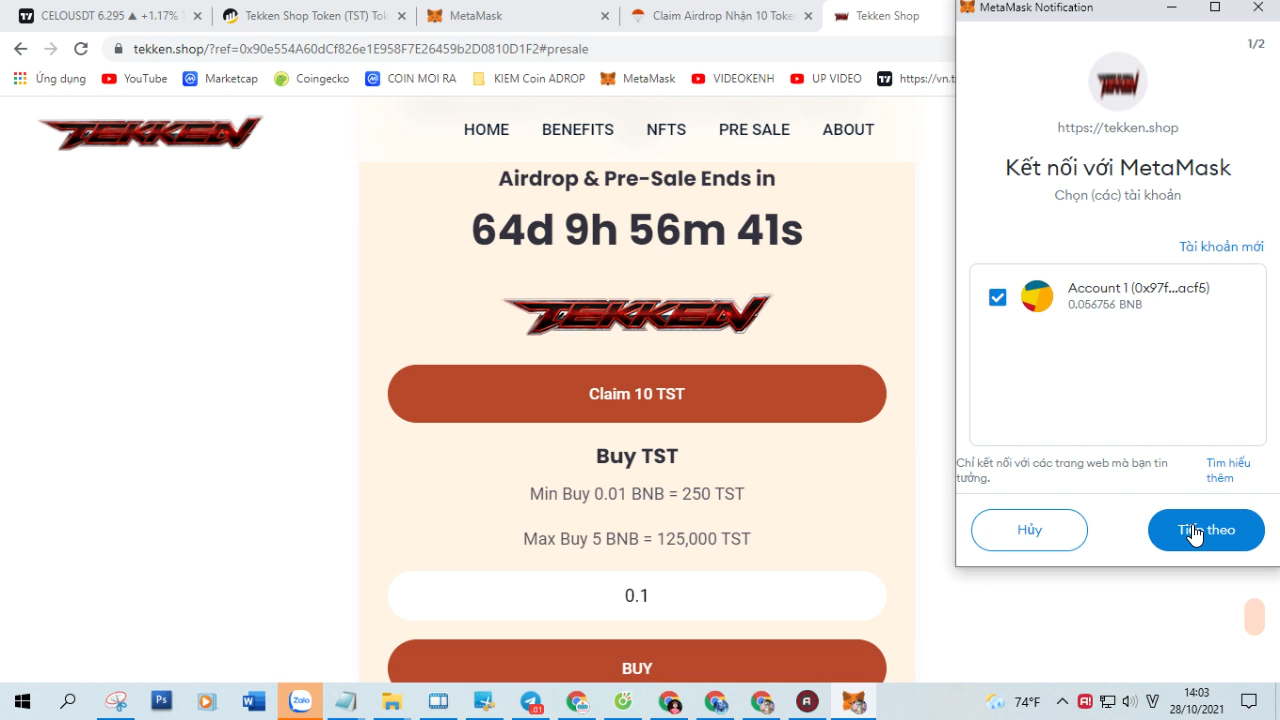 CELOUSDT 6.295 ▲ +1.17%
Tekken Shop Token (TST) Tok
MetaMask
Claim Airdrop Nhận 10 Token
Tekken Shop
MetaMask Notification
tekken.shop/?ref=0x90e554A60dCf826e1E958F7E26459b2D0810D1F2#presale
Ứng dụng
YouTube
Marketcap
Coingecko
COIN MOI RA
KIEM Coin ADROP
MetaMask
VIDEOKENH
UP VIDEO
https://vn.t
TEKKEN
HOME
BENEFITS
NFTS
PRE SALE
ABOUT
Airdrop & Pre-Sale Ends in
64d 9h 56m 41s
TEKKEN
Claim 10 TST
Buy TST
Min Buy 0.01 BNB = 250 TST
Max Buy 5 BNB = 125,000 TST
0.1
BUY
1/2
TEKKEN
https://tekken.shop
Kết nối với MetaMask
Chọn (các) tài khoản
Tài khoản mới
Account 1 (0x97f...acf5)
0.056756 BNB
Chỉ kết nối với các trang web mà bạn tin tưởng.
Tìm hiểu thêm
Hủy
Tiếp theo
Zalo
01
74°F
14:03
28/10/2021